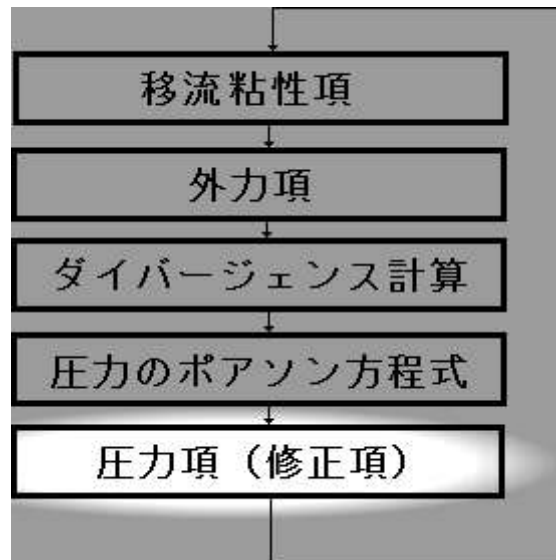 移流粘性項
外力項
ダイバージェンス計算
圧力のポアソン方程式
圧力項（修正項）